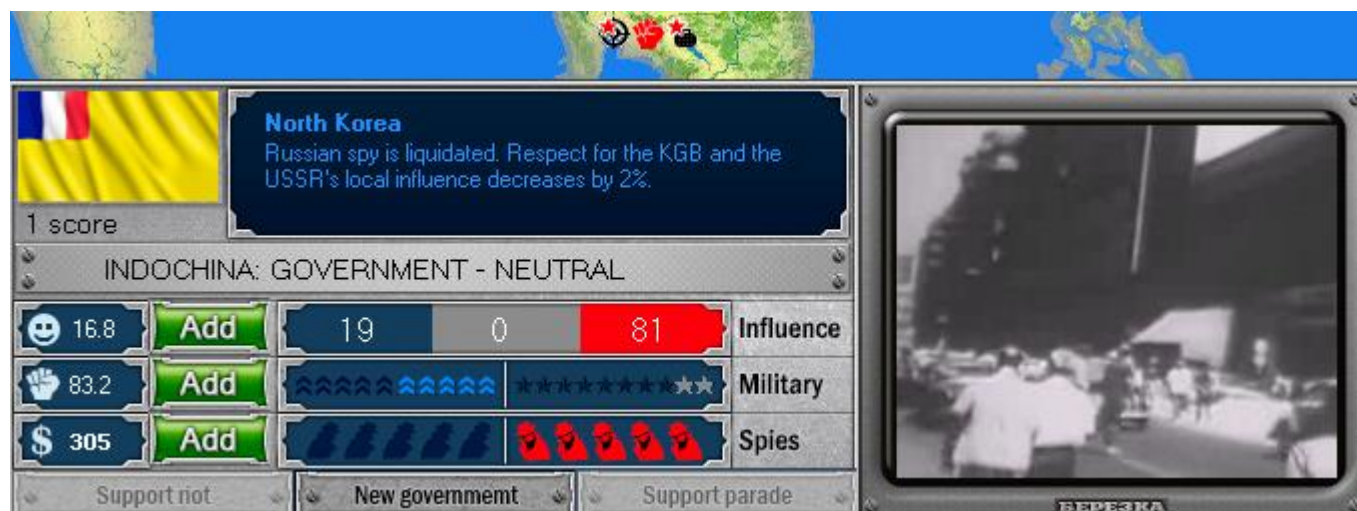 North Korea
Russian spy is liquidated. Respect for the KGB and the
USSR's local influence decreases by 2%.
1 score
INDOCHINA: GOVERNMENT - NEUTRAL
16.8 Add 19 0 81 Influence
83.2 Add Military
$ 305 Add Spies
Support riot New governmemt Support parade
БЕРЕЗКА